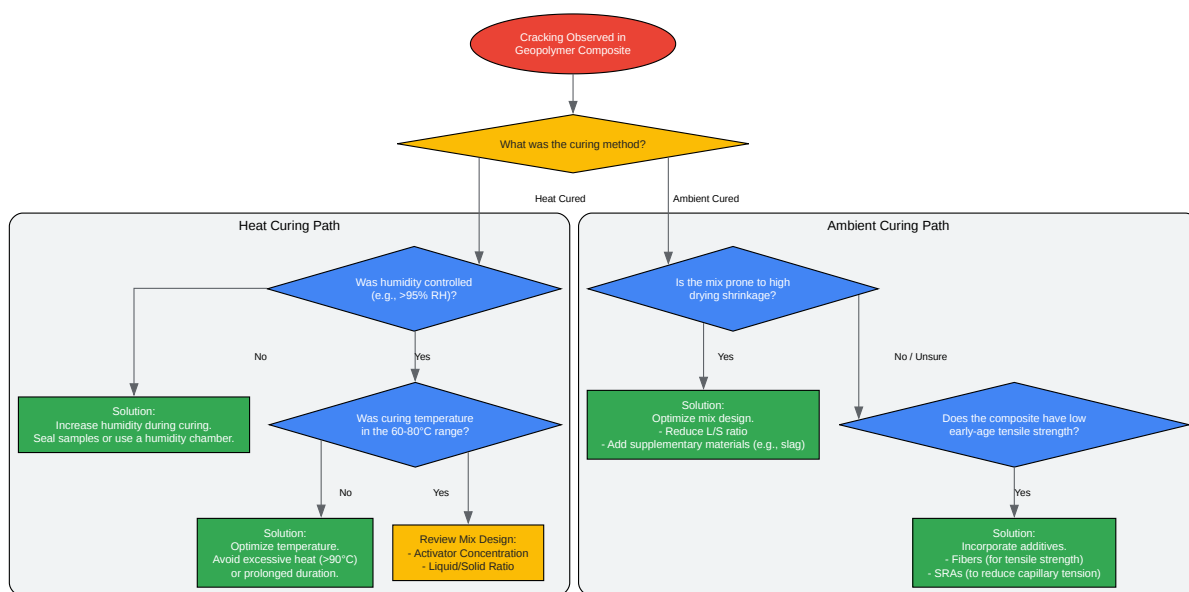 Cracking Observed in
Geopolymer Composite
What was the curing method?
Heat Cured
Ambient Cured
Heat Curing Path
Was humidity controlled
(e.g., >95% RH)?
No
Yes
Solution:
Increase humidity during curing.
Seal samples or use a humidity chamber.
Was curing temperature
in the 60-80°C range?
No
Yes
Solution:
Optimize temperature.
Avoid excessive heat (>90°C)
or prolonged duration.
Review Mix Design:
- Activator Concentration
- Liquid/Solid Ratio
Ambient Curing Path
Is the mix prone to high
drying shrinkage?
Yes
No / Unsure
Solution:
Optimize mix design.
- Reduce L/S ratio
- Add supplementary materials (e.g., slag)
Does the composite have low
early-age tensile strength?
Yes
Solution:
Incorporate additives.
- Fibers (for tensile strength)
- SRAs (to reduce capillary tension)